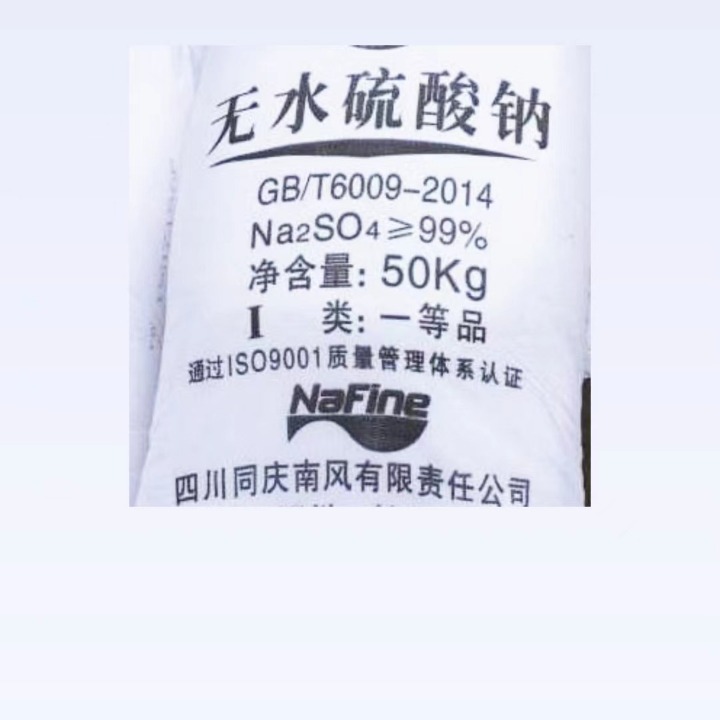 无水硫酸钠
GB/T6009-2014
Na2SO4≥99%
净含量: 50Kg
I 类: 一等品
通过ISO9001质量管理体系认证
NaFine
四川同庆南风有限责任公司